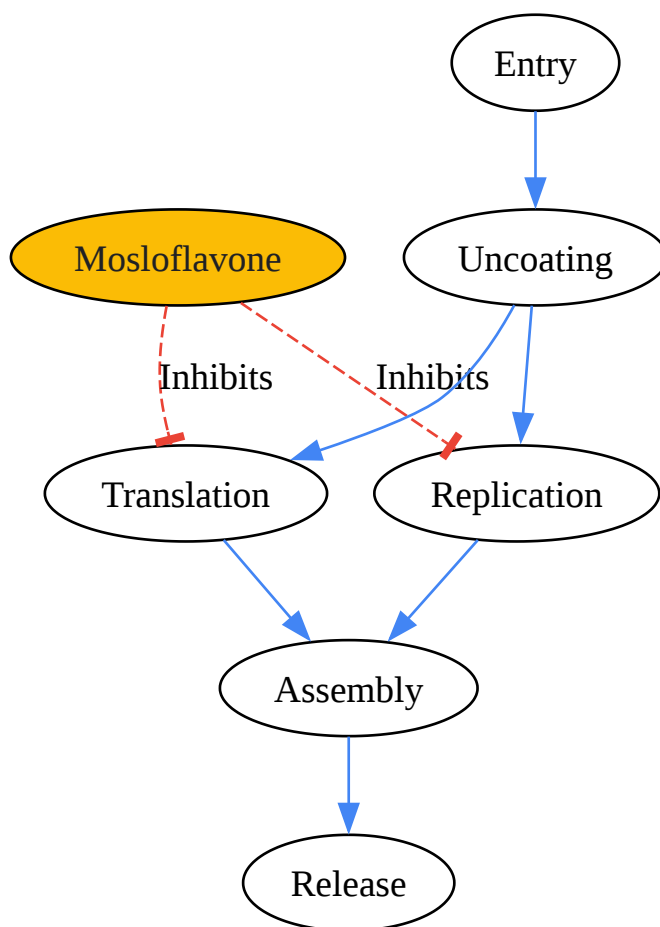 Entry
Mosloflavone
Uncoating
Inhibits
Inhibits
Translation
Replication
Assembly
Release